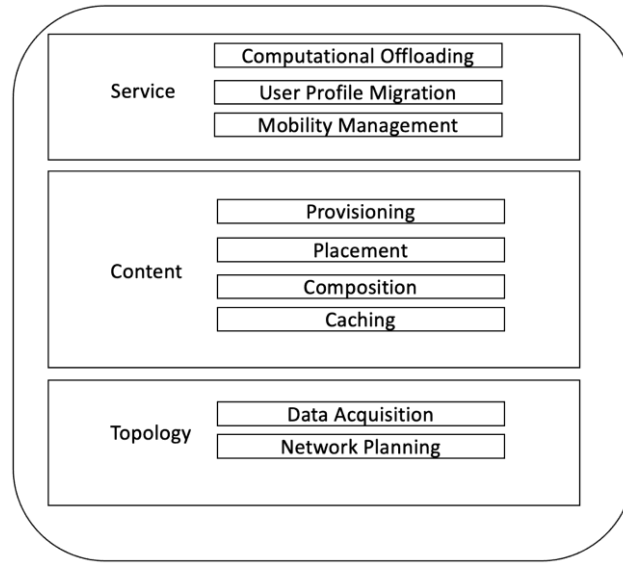 Computational Offloading
Service
User Profile Migration
Mobility Management
Provisioning
Placement
Content
Composition
Caching
Data Acquisition
Topology
Network Planning